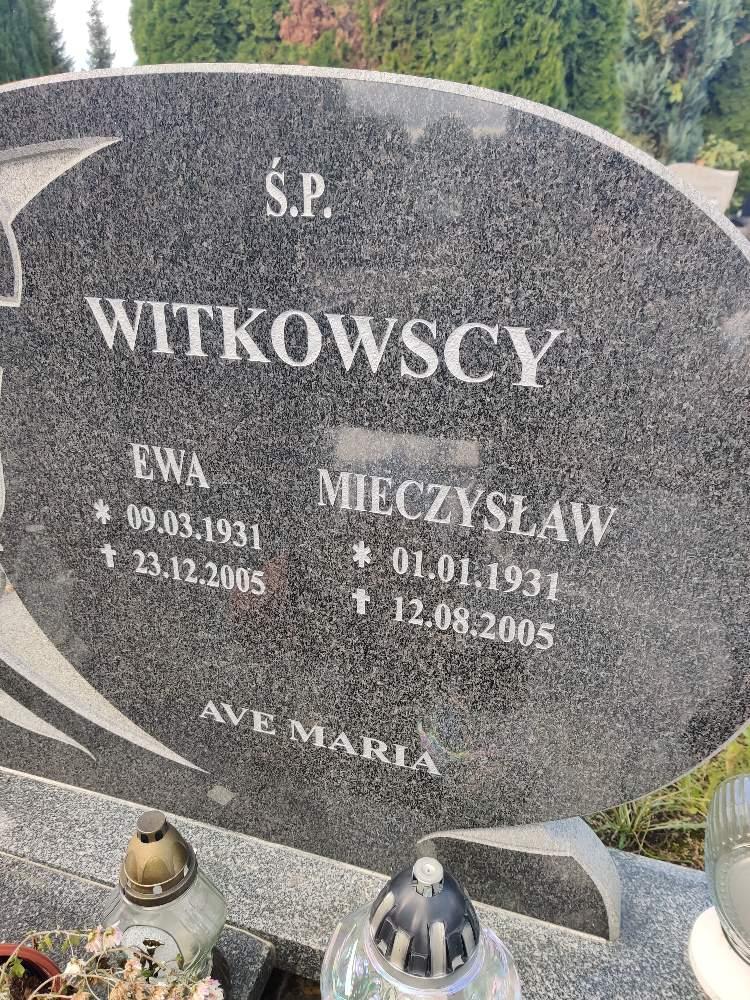 Ś.P.
WITKOWSCY
EWA
* 09.03.1931
✝ 23.12.2005
MIECZYSŁAW
* 01.01.1931
✝ 12.08.2005
AVE MARIA